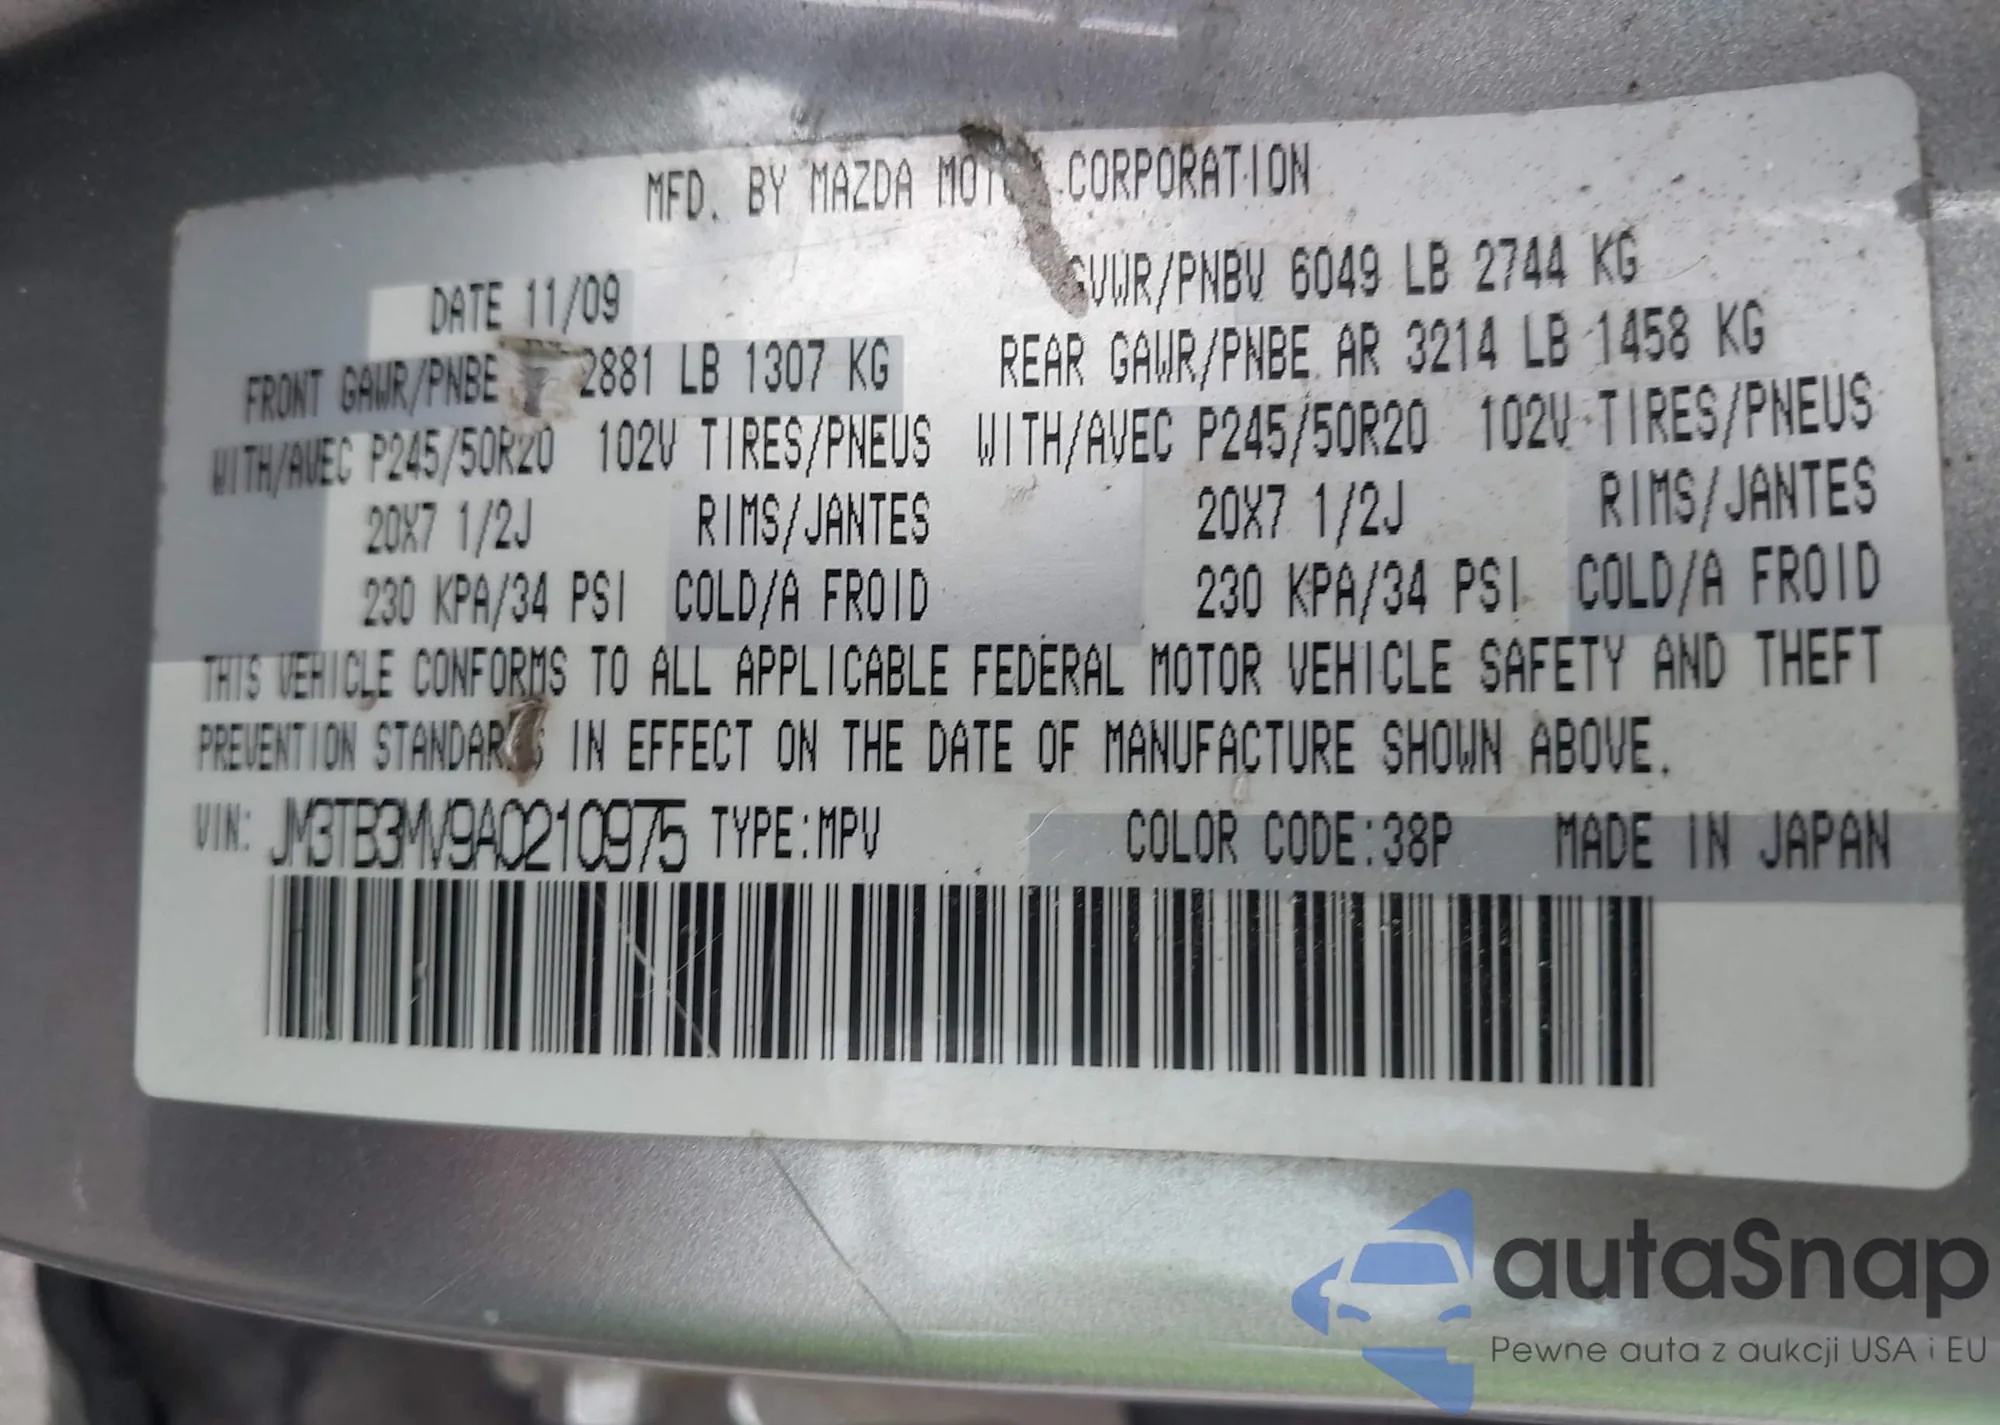 MFD. BY MAZDA MOTOR CORPORATION
DATE 11/09 GVWR/PNBV 6049 LB 2744 KG
FRONT GAWR/PNBE 2881 LB 1307 KG REAR GAWR/PNBE AR 3214 LB 1458 KG
WITH/AVEC P245/50R20 102V TIRES/PNEUS WITH/AVEC P245/50R20 102V TIRES/PNEUS
20X7 1/2J RIMS/JANTES 20X7 1/2J RIMS/JANTES
230 KPA/34 PSI COLD/A FROID 230 KPA/34 PSI COLD/A FROID
THIS VEHICLE CONFORMS TO ALL APPLICABLE FEDERAL MOTOR VEHICLE SAFETY AND THEFT
PREVENTION STANDARDS IN EFFECT ON THE DATE OF MANUFACTURE SHOWN ABOVE.
VIN: JM3TB3MV9A0210975 TYPE:MPV COLOR CODE:38P MADE IN JAPAN
autaSnap
Pewne auta z aukcji USA i EU